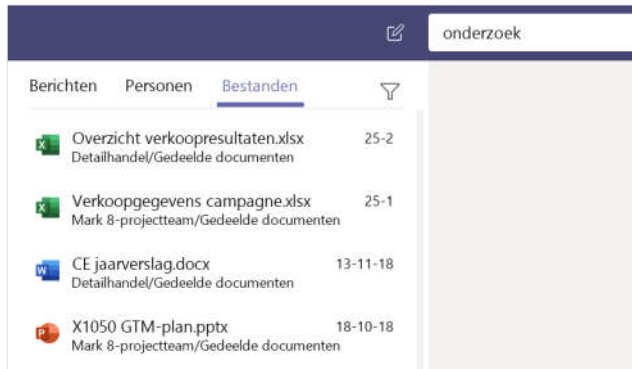 onderzoek
Berichten Personen Bestanden
Overzicht verkoopresultaten.xlsx 25-2
Detailhandel/Gedeelde documenten
Verkoopgegevens campagne.xlsx 25-1
Mark 8-projectteam/Gedeelde documenten
CE jaarverslag.docx 13-11-18
Detailhandel/Gedeelde documenten
X1050 GTM-plan.pptx 18-10-18
Mark 8-projectteam/Gedeelde documenten